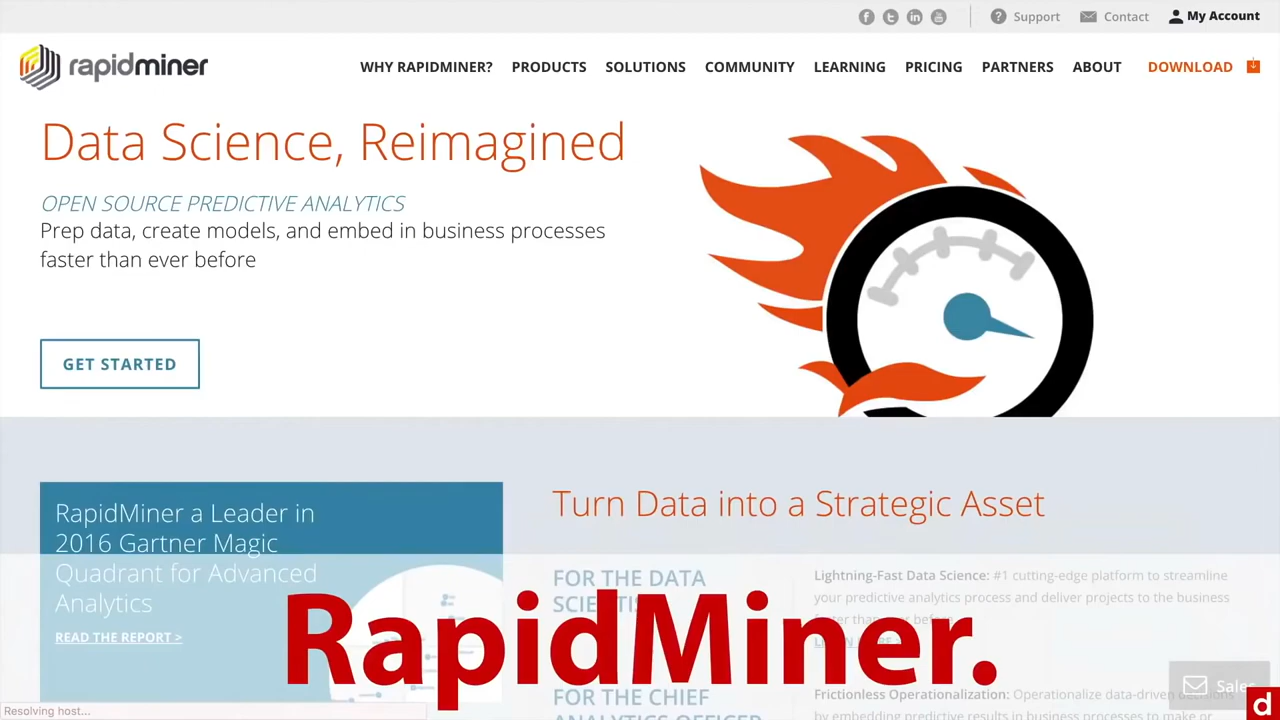 Support
Contact
My Account
rapidminer
WHY RAPIDMINER?
PRODUCTS
SOLUTIONS
COMMUNITY
LEARNING
PRICING
PARTNERS
ABOUT
DOWNLOAD
Data Science, Reimagined
OPEN SOURCE PREDICTIVE ANALYTICS
Prep data, create models, and embed in business processes
faster than ever before
GET STARTED
RapidMiner a Leader in
2016 Gartner Magic
Quadrant for Advanced
Analytics
READ THE REPORT >
Turn Data into a Strategic Asset
FOR THE DATA
SCIENTIST
Lightning-Fast Data Science: #1 cutting-edge platform to streamline
your predictive analytics process and deliver projects to the business
faster than ever before.
LEARN MORE
FOR THE CHIEF
ANALYTICS OFFICER
Frictionless Operationalization: Operationalize data-driven decisions
by embedding predictive results in business processes to make or
RapidMiner.
Sales
Resolving host...
d